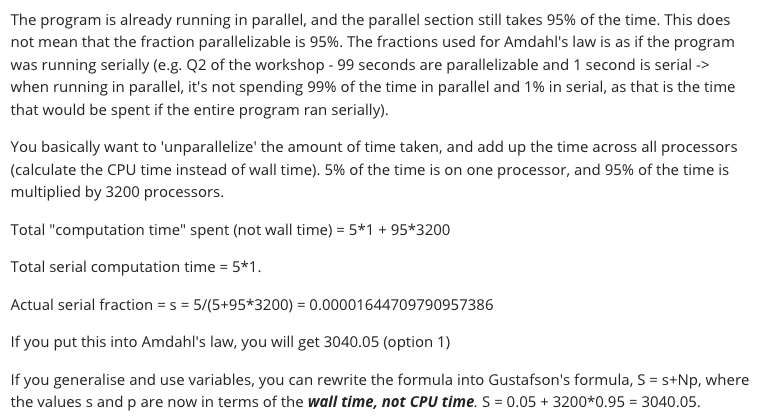 The program is already running in parallel, and the parallel section still takes 95% of the time. This does
not mean that the fraction parallelizable is 95%. The fractions used for Amdahl's law is as if the program
was running serially (e.g. Q2 of the workshop - 99 seconds are parallelizable and 1 second is serial ->
when running in parallel, it's not spending 99% of the time in parallel and 1% in serial, as that is the time
that would be spent if the entire program ran serially).
You basically want to 'unparallelize' the amount of time taken, and add up the time across all processors
(calculate the CPU time instead of wall time). 5% of the time is on one processor, and 95% of the time is
multiplied by 3200 processors.
Total "computation time" spent (not wall time) = 5*1 + 95*3200
Total serial computation time = 5*1.
Actual serial fraction = s = 5/(5+95*3200) = 0.00001644709790957386
If you put this into Amdahl's law, you will get 3040.05 (option 1)
If you generalise and use variables, you can rewrite the formula into Gustafson's formula, S = s+Np, where
the values s and p are now in terms of the wall time, not CPU time. S = 0.05 + 3200*0.95 = 3040.05.